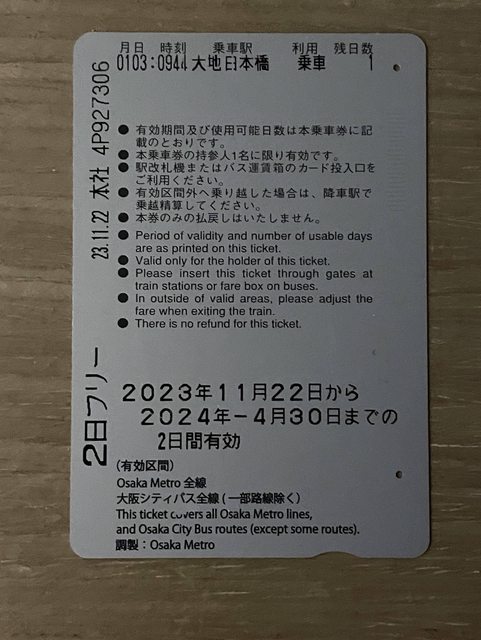 月日 時刻 乗車駅 利用 残日数
0103:0944 大地日本橋 乗車 1
● 有効期間及び使用可能日数は本乗車券に記
載のとおりです。
● 本乗車券の持参人1名に限り有効です。
● 駅改札機またはバス運賃箱のカード投入口を
ご利用ください。
● 有効区間外へ乗り越した場合は、降車駅で
乗越精算してください。
● 本券のみの払戻しはいたしません。
● Period of validity and number of usable days
are as printed on this ticket.
● Valid only for the holder of this ticket.
● Please insert this ticket through gates at
train stations or fare box on buses.
● In outside of valid areas, please adjust the
fare when exiting the train.
● There is no refund for this ticket.
2日フリー 23.11.22 本社 4P927306
2023年11月22日から
2024年-4月30日までの
2日間有効
(有効区間)
Osaka Metro 全線
大阪シティバス全線(一部路線除く)
This ticket covers all Osaka Metro lines,
and Osaka City Bus routes (except some routes).
調製:Osaka Metro